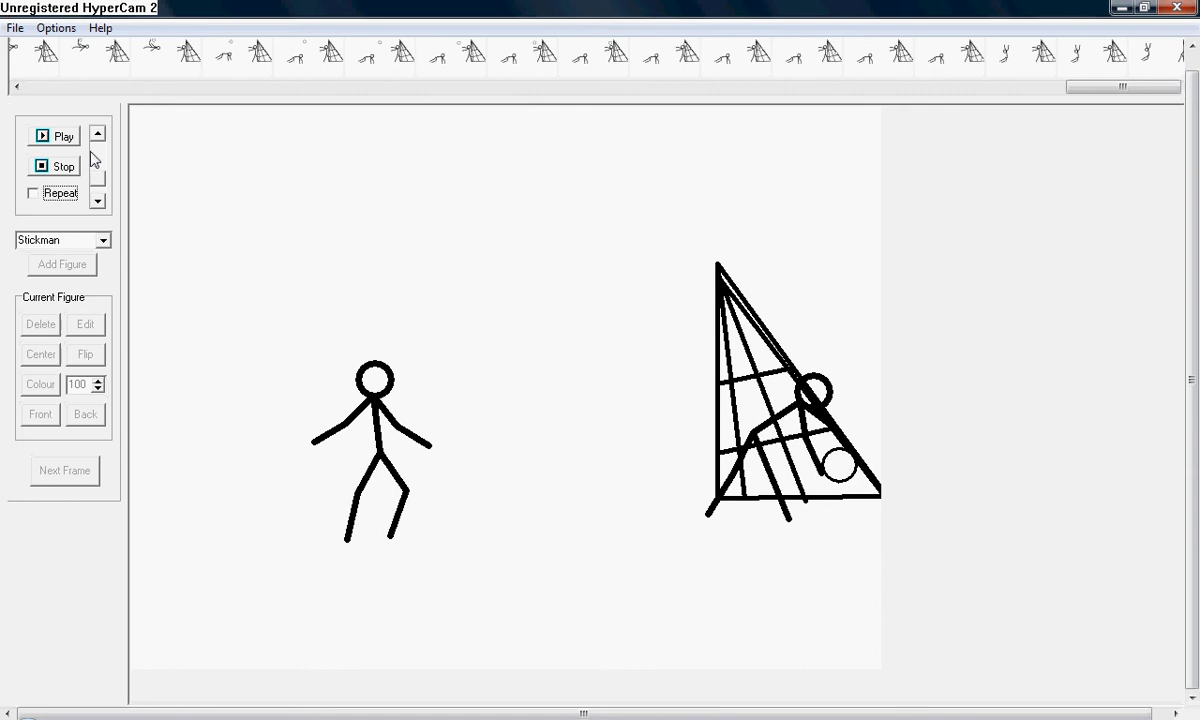 Unregistered HyperCam 2
File Options Help
Play
Stop
Repeat
Stickman
Add Figure
Current Figure
Delete Edit
Center Flip
Colour 100
Front Back
Next Frame